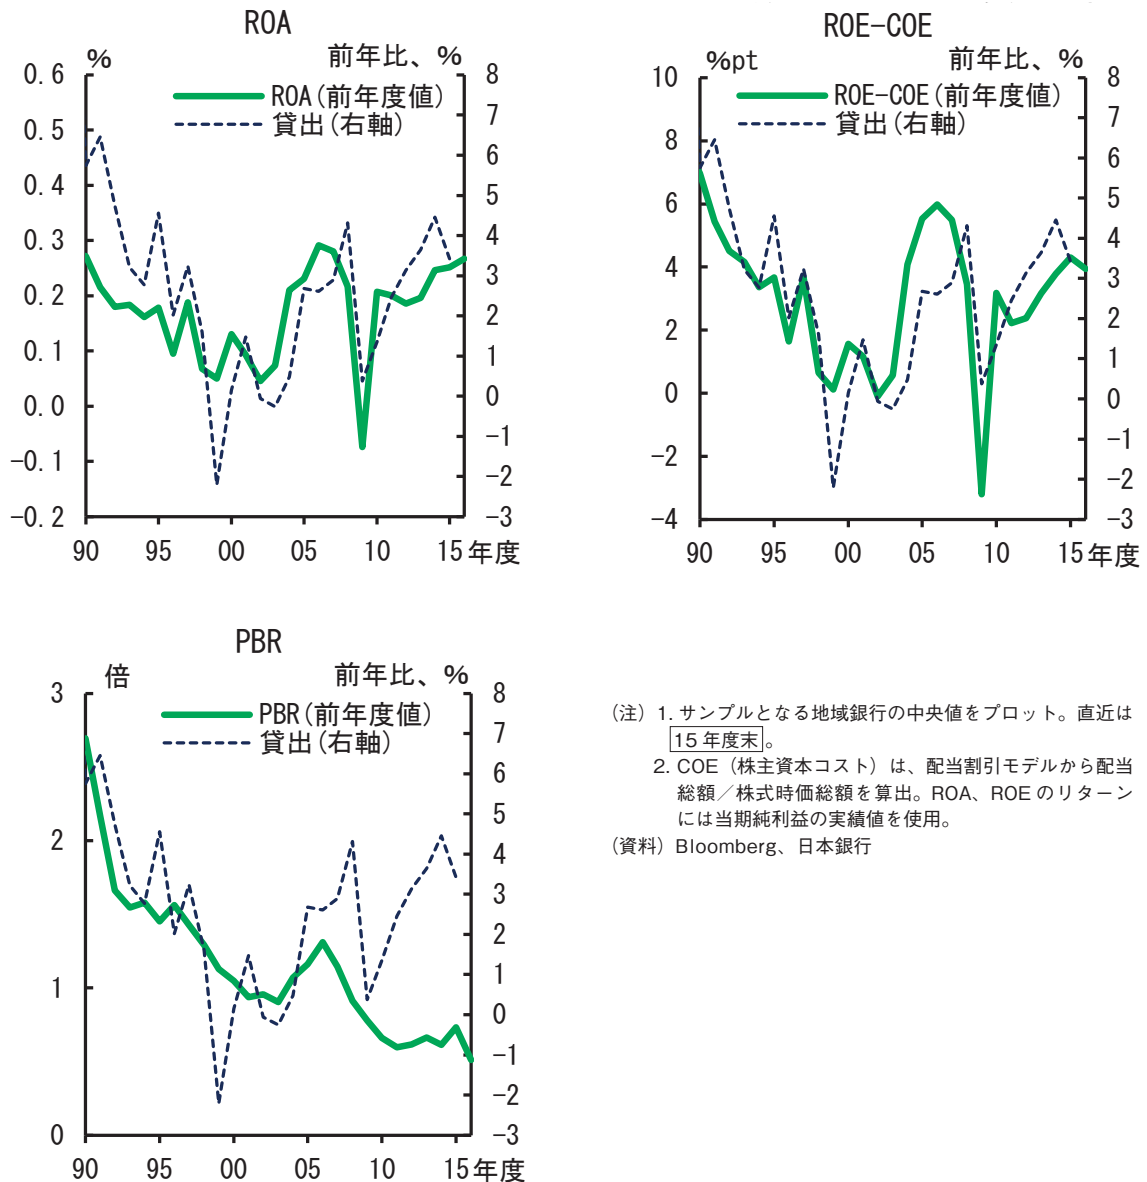 ROA
% 前年比、%
ROA(前年度値)
貸出(右軸)
0.6
0.5
0.4
0.3
0.2
0.1
0.0
-0.1
-0.2
8
7
6
5
4
3
2
1
0
-1
-2
-3
90 95 00 05 10 15 年度
ROE-COE
%pt 前年比、%
ROE-COE(前年度値)
貸出(右軸)
10
8
6
4
2
0
-2
-4
8
7
6
5
4
3
2
1
0
-1
-2
-3
90 95 00 05 10 15 年度
PBR
倍 前年比、%
PBR(前年度値)
貸出(右軸)
3
2
1
0
8
7
6
5
4
3
2
1
0
-1
-2
-3
90 95 00 05 10 15 年度
(注) 1. サンプルとなる地域銀行の中央値をプロット。直近は
15 年度末。
2. COE(株主資本コスト)は、配当割引モデルから配当
総額/株式時価総額を算出。ROA、ROE のリターン
には当期純利益の実績値を使用。
(資料) Bloomberg、日本銀行